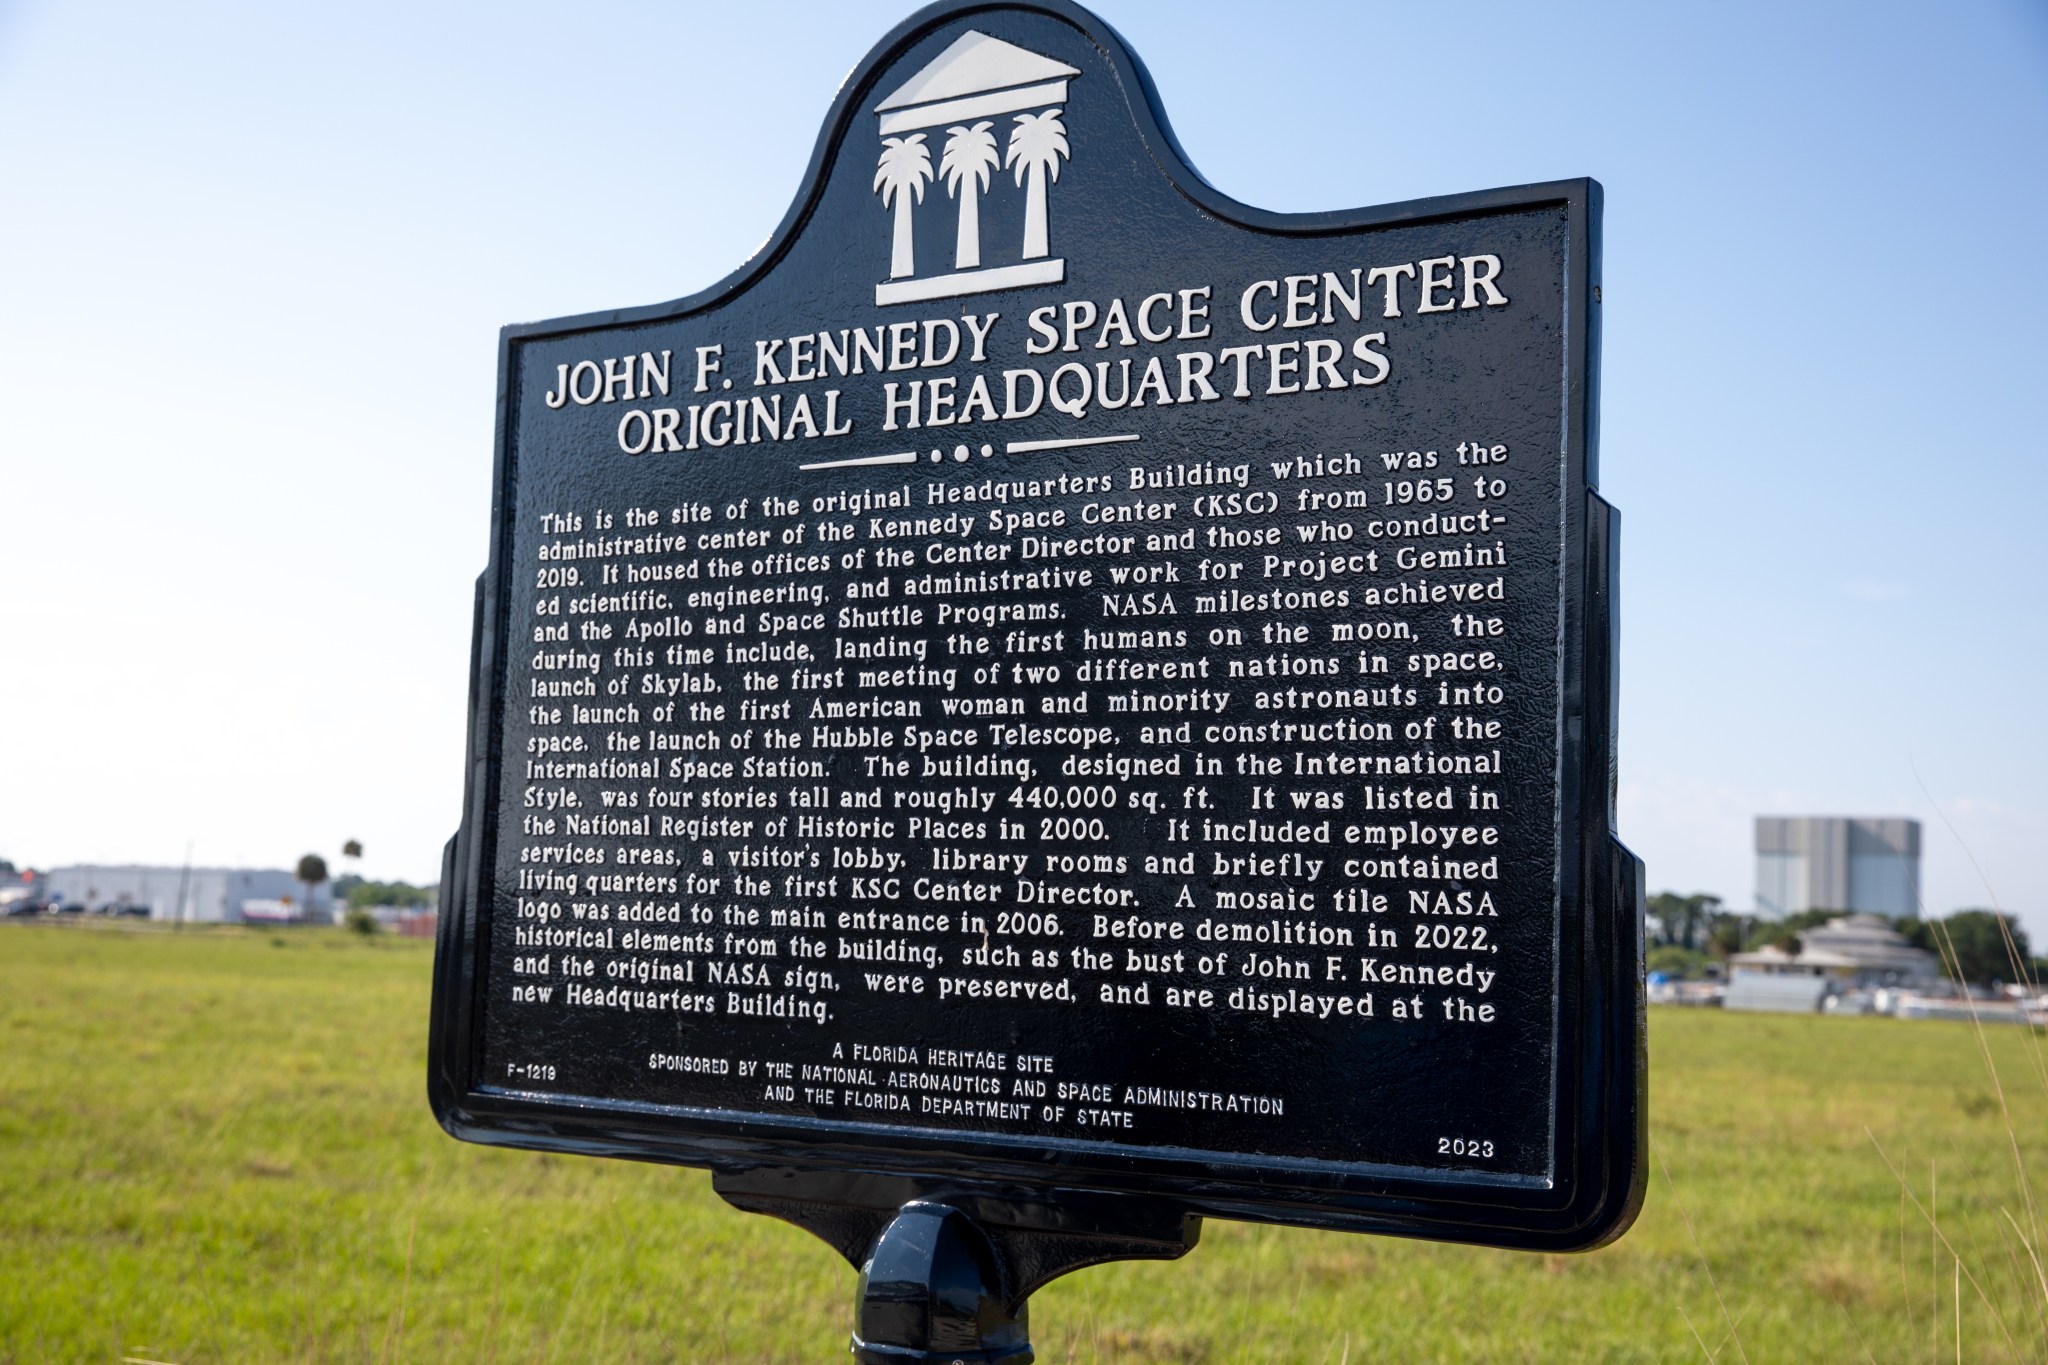 JOHN F. KENNEDY SPACE CENTER
ORIGINAL HEADQUARTERS
This is the site of the original Headquarters Building which was the
administrative center of the Kennedy Space Center (KSC) from 1965 to
2019. It housed the offices of the Center Director and those who conduct-
ed scientific, engineering, and administrative work for Project Gemini
and the Apollo and Space Shuttle Programs. NASA milestones achieved
during this time include, landing the first humans on the moon, the
launch of Skylab, the first meeting of two different nations in space,
the launch of the first American woman and minority astronauts into
space, the launch of the Hubble Space Telescope, and construction of the
International Space Station. The building, designed in the International
Style, was four stories tall and roughly 440,000 sq. ft. It was listed in
the National Register of Historic Places in 2000. It included employee
services areas, a visitor's lobby, library rooms and briefly contained
living quarters for the first KSC Center Director. A mosaic tile NASA
logo was added to the main entrance in 2006. Before demolition in 2022,
historical elements from the building, such as the bust of John F. Kennedy
and the original NASA sign, were preserved, and are displayed at the
new Headquarters Building.
A FLORIDA HERITAGE SITE
SPONSORED BY THE NATIONAL AERONAUTICS AND SPACE ADMINISTRATION
AND THE FLORIDA DEPARTMENT OF STATE
F-1219
2023